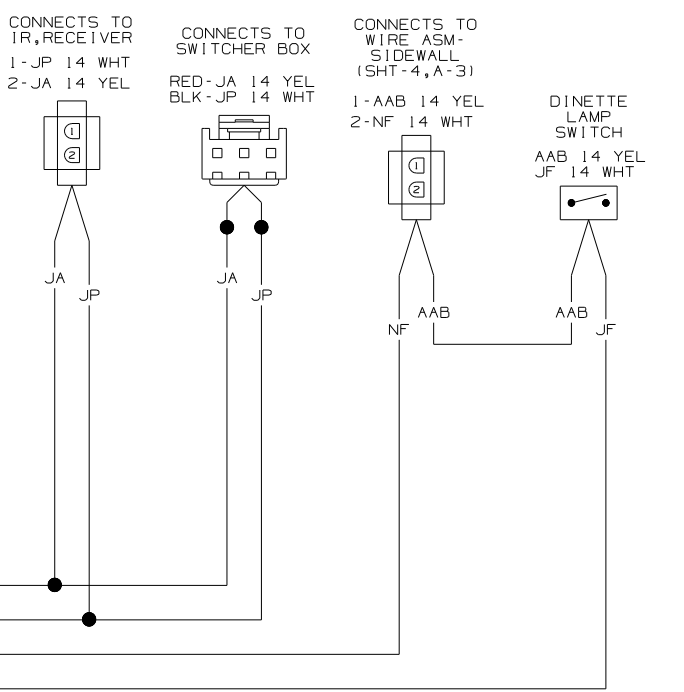 CONNECTS TO
IR,RECEIVER
1-JP 14 WHT
2-JA 14 YEL
1
2
JA
JP
CONNECTS TO
SWITCHER BOX
RED-JA 14 YEL
BLK-JP 14 WHT
JA
JP
CONNECTS TO
WIRE ASM-
SIDEWALL
(SHT-4,A-3)
1-AAB 14 YEL
2-NF 14 WHT
1
2
AAB
NF
DINETTE
LAMP
SWITCH
AAB 14 YEL
JF 14 WHT
AAB
JF